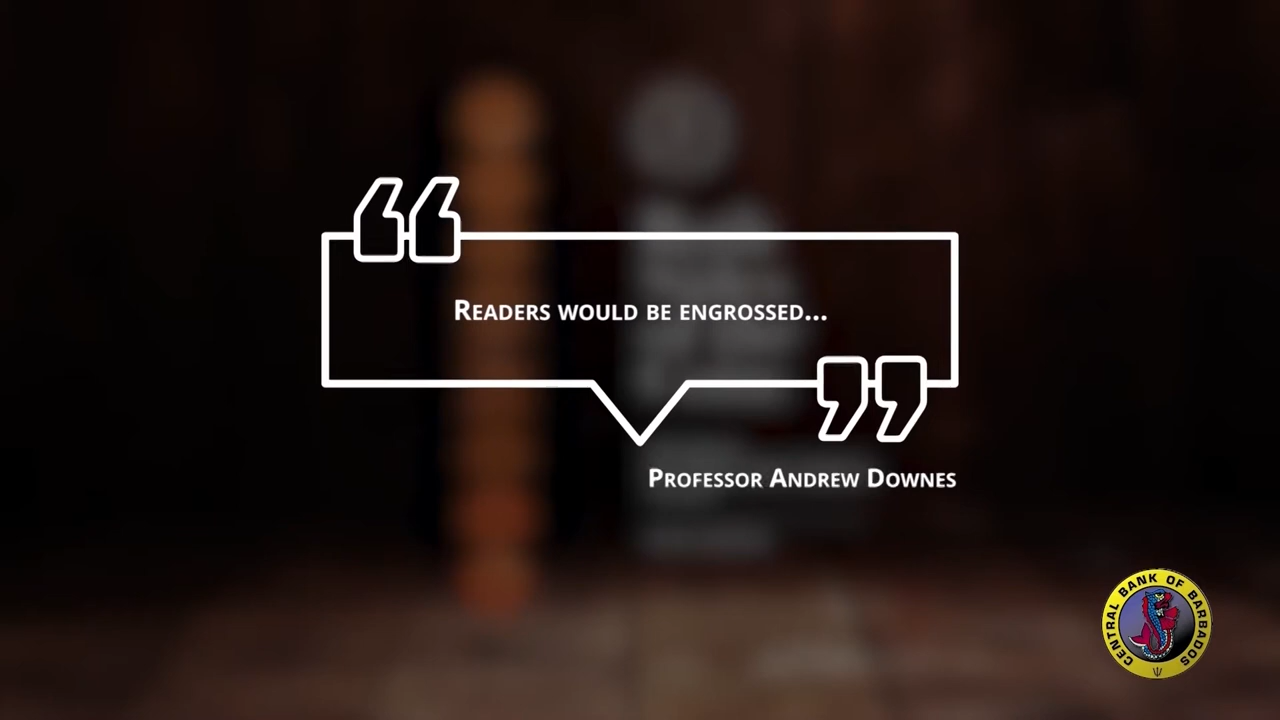 Readers would be engrossed...
Professor Andrew Downes
CENTRAL BANK OF BARBADOS